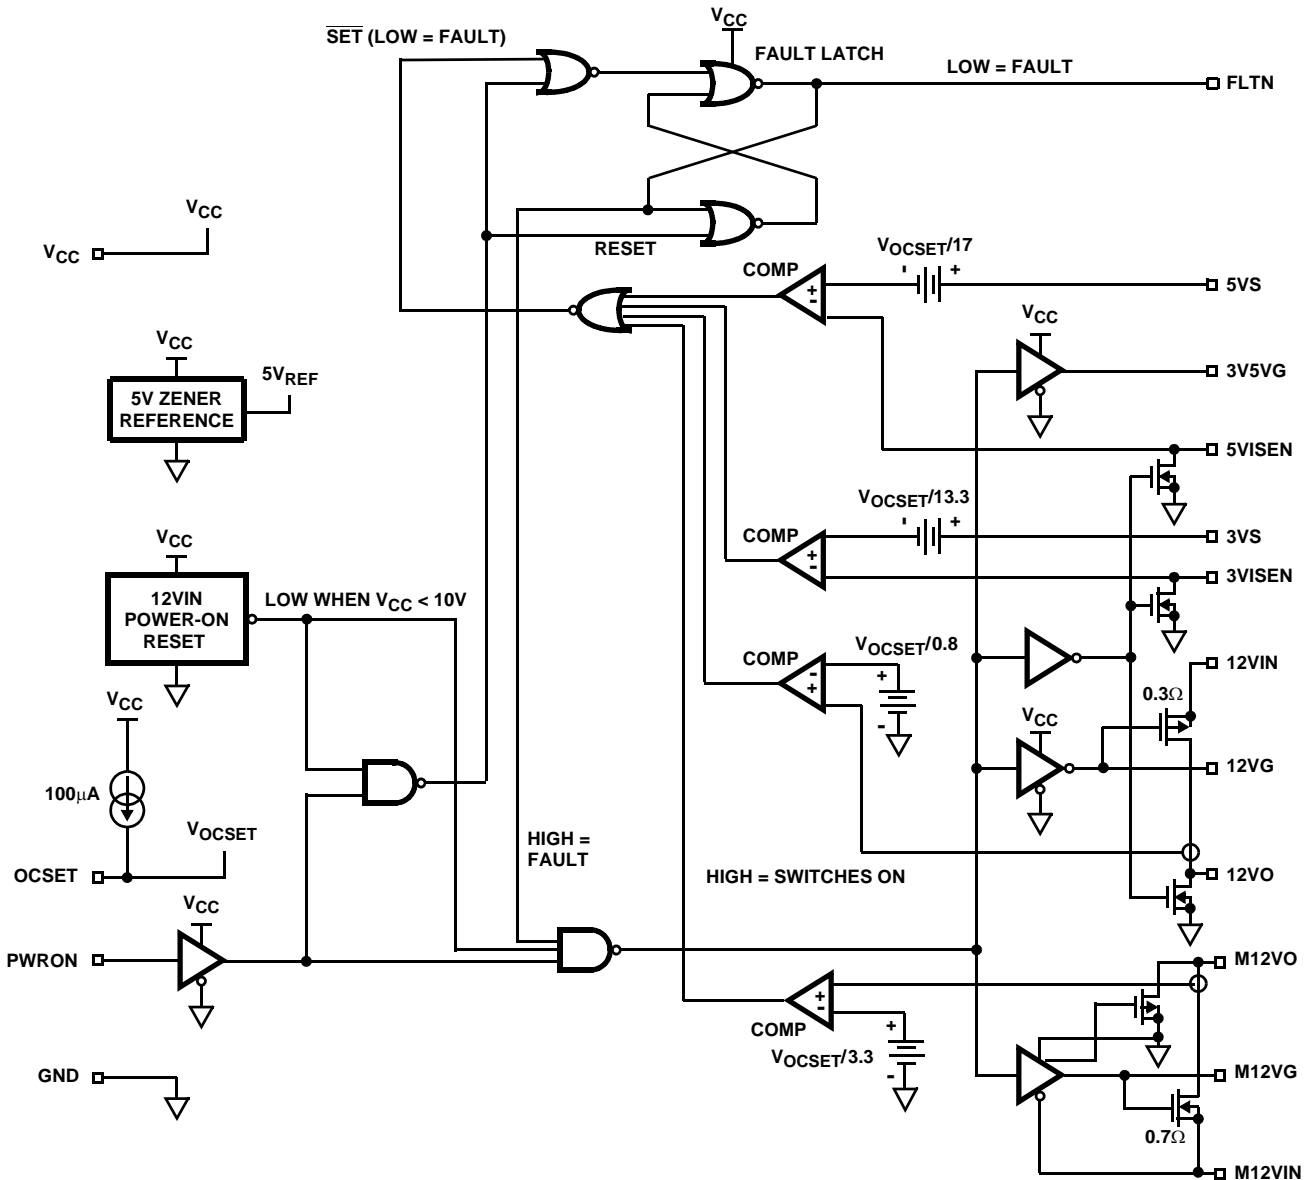 VCC
SET (LOW = FAULT)
FAULT LATCH
LOW = FAULT
FLTN
VCC
VCC
RESET
VOCSET/17
- +
COMP
+
-
5VS
VCC
VCC
5VREF
5V ZENER
REFERENCE
3V5VG
5VISEN
VOCSET/13.3
- +
COMP
+
-
3VS
3VISEN
VCC
12VIN
POWER-ON
RESET
LOW WHEN VCC < 10V
COMP
-
+
VOCSET/0.8
+
-
12VIN
0.3Ω
VCC
VCC
12VG
100μA
VOCSET
OCSET
HIGH =
FAULT
HIGH = SWITCHES ON
12VO
VCC
PWRON
M12VO
COMP
+
-
VOCSET/3.3
+
-
GND
M12VG
0.7Ω
M12VIN